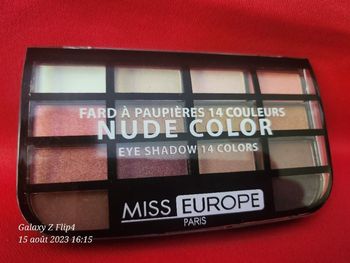 FARD À PAUPIÈRES 14 COULEURS
NUDE COLOR
EYE SHADOW 14 COLORS
MISS EUROPE
PARIS
Galaxy Z Flip4
15 août 2023 16:15